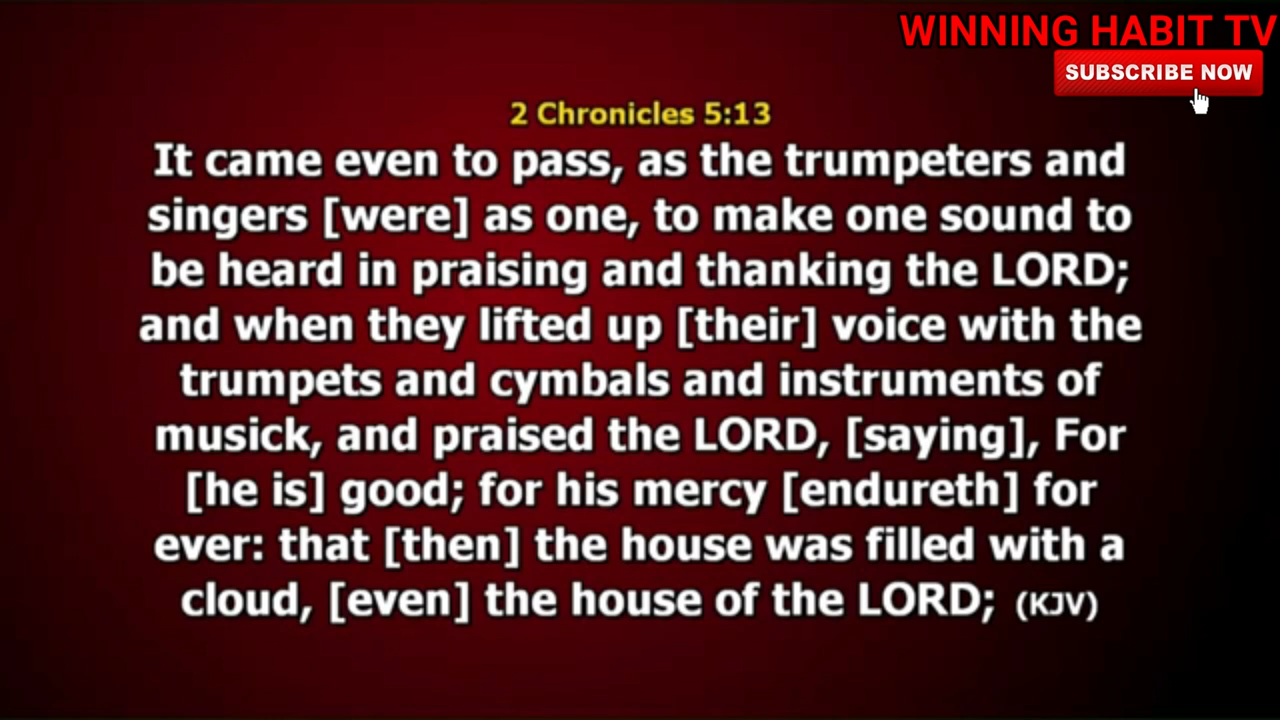 WINNING HABIT TV
SUBSCRIBE NOW
2 Chronicles 5:13
It came even to pass, as the trumpeters and
singers [were] as one, to make one sound to
be heard in praising and thanking the LORD;
and when they lifted up [their] voice with the
trumpets and cymbals and instruments of
musick, and praised the LORD, [saying], For
[he is] good; for his mercy [endureth] for
ever: that [then] the house was filled with a
cloud, [even] the house of the LORD; (KJV)